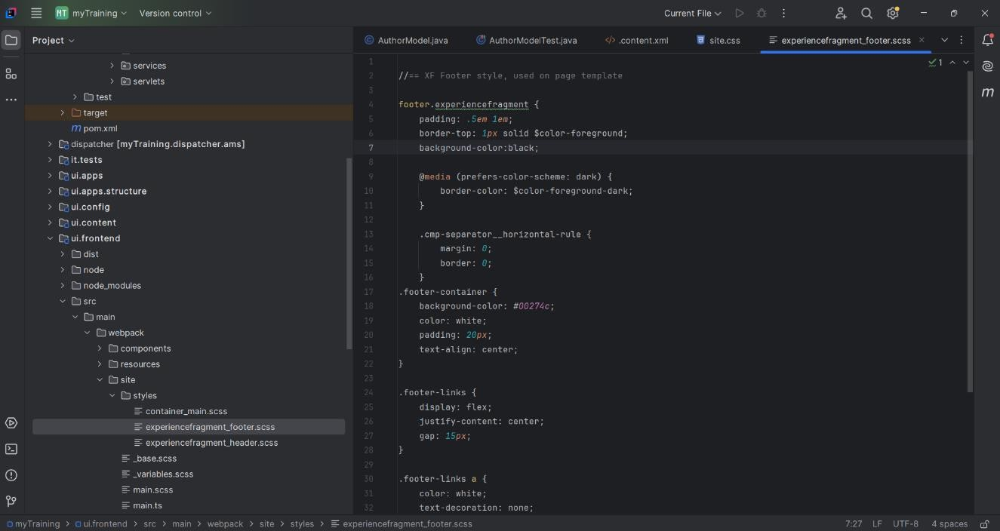 MT myTraining Version control Current File
Project
AuthorModel.java AuthorModelTest.java .content.xml site.css experiencefragment_footer.scss
services
servlets
test
target
pom.xml
dispatcher [myTraining.dispatcher.ams]
it.tests
ui.apps
ui.apps.structure
ui.config
ui.content
ui.frontend
dist
node
node_modules
src
main
webpack
components
resources
site
styles
container_main.scss
experiencefragment_footer.scss
experiencefragment_header.scss
_base.scss
_variables.scss
main.scss
main.ts
1
1
2 //== XF Footer style, used on page template
3
4 footer.experiencefragment {
5 padding: .5em 1em;
6 border-top: 1px solid $color-foreground;
7 background-color:black;
8
9 @media (prefers-color-scheme: dark) {
10 border-color: $color-foreground-dark;
11 }
12
13 .cmp-separator__horizontal-rule {
14 margin: 0;
15 border: 0;
16 }
17 .footer-container {
18 background-color: #00274c;
19 color: white;
20 padding: 20px;
21 text-align: center;
22 }
23
24 .footer-links {
25 display: flex;
26 justify-content: center;
27 gap: 15px;
28 }
29
30 .footer-links a {
31 color: white;
32 text-decoration: none;
m
myTraining > ui.frontend > src > main > webpack > site > styles > experiencefragment_footer.scss
7:27 LF UTF-8 4 spaces